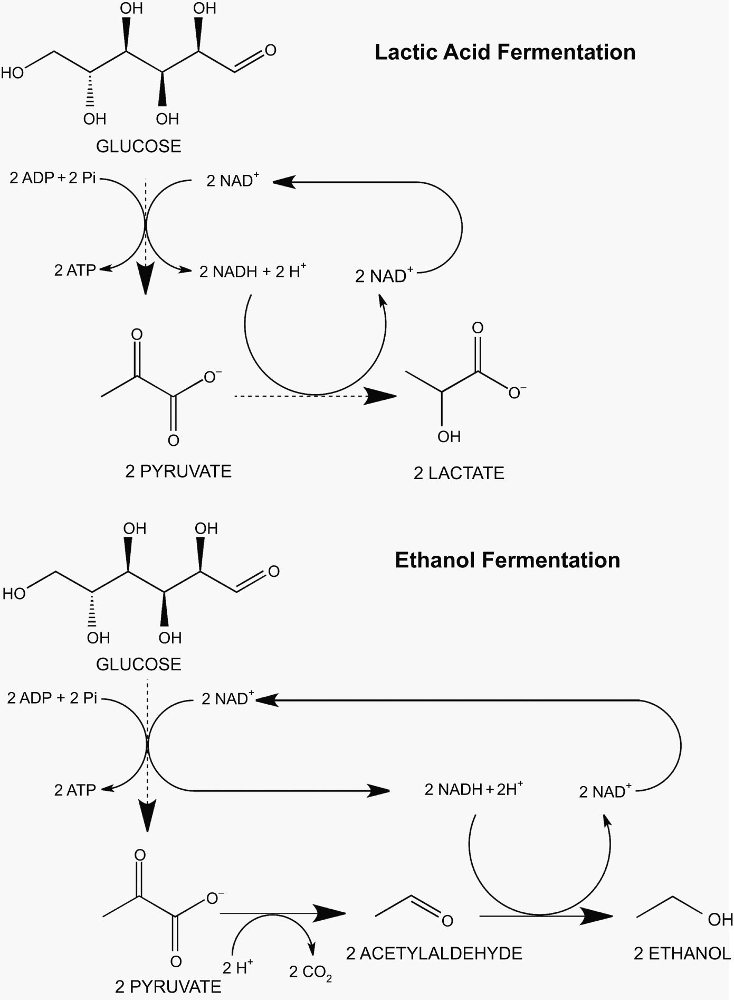 OH OH
Lactic Acid Fermentation
O
HO
OH OH
GLUCOSE
2 ADP + 2 Pi 2 NAD+
2 ATP 2 NADH + 2 H+ 2 NAD+
O O
O−
O−
O
OH
2 PYRUVATE 2 LACTATE
OH OH
Ethanol Fermentation
O
HO
OH OH
GLUCOSE
2 ADP + 2 Pi 2 NAD+
2 ATP 2 NADH + 2H+ 2 NAD+
O
O−
O OH
2 ACETYLALDEHYDE 2 ETHANOL
O
2 H+ 2 CO2
2 PYRUVATE